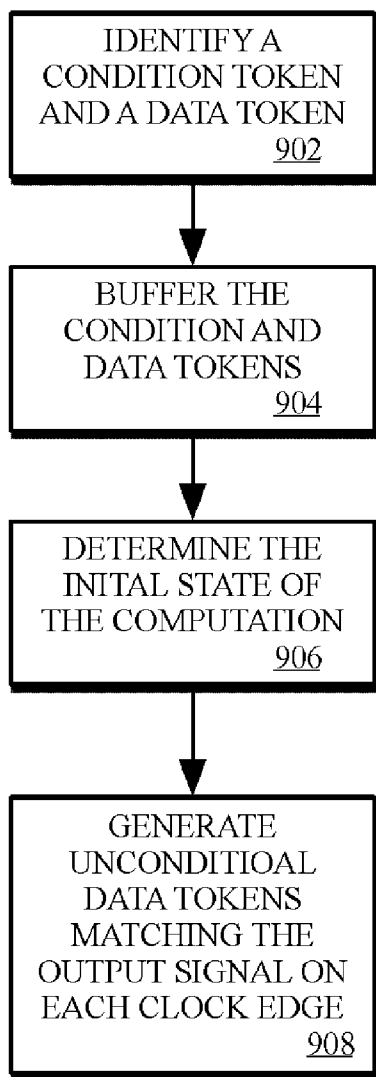 IDENTIFY A
CONDITION TOKEN
AND A DATA TOKEN
902
BUFFER THE
CONDITION AND
DATA TOKENS
904
DETERMINE THE
INITAL STATE OF
THE COMPUTATION
906
GENERATE
UNCONDITIOAL
DATA TOKENS
MATCHING THE
OUTPUT SIGNAL ON
EACH CLOCK EDGE
908